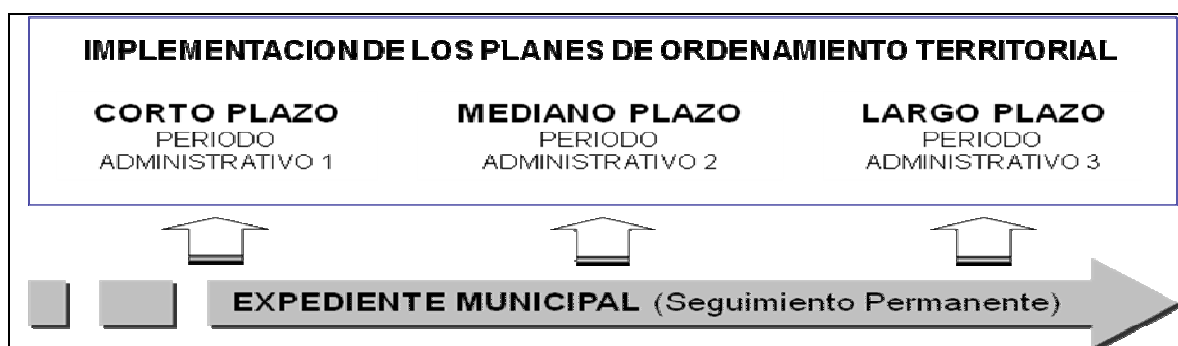 IMPLEMENTACION DE LOS PLANES DE ORDENAMIENTO TERRITORIAL
CORTO PLAZO
PERIODO
ADMINISTRATIVO 1
MEDIANO PLAZO
PERIODO
ADMINISTRATIVO 2
LARGO PLAZO
PERIODO
ADMINISTRATIVO 3
EXPEDIENTE MUNICIPAL (Seguimiento Permanente)